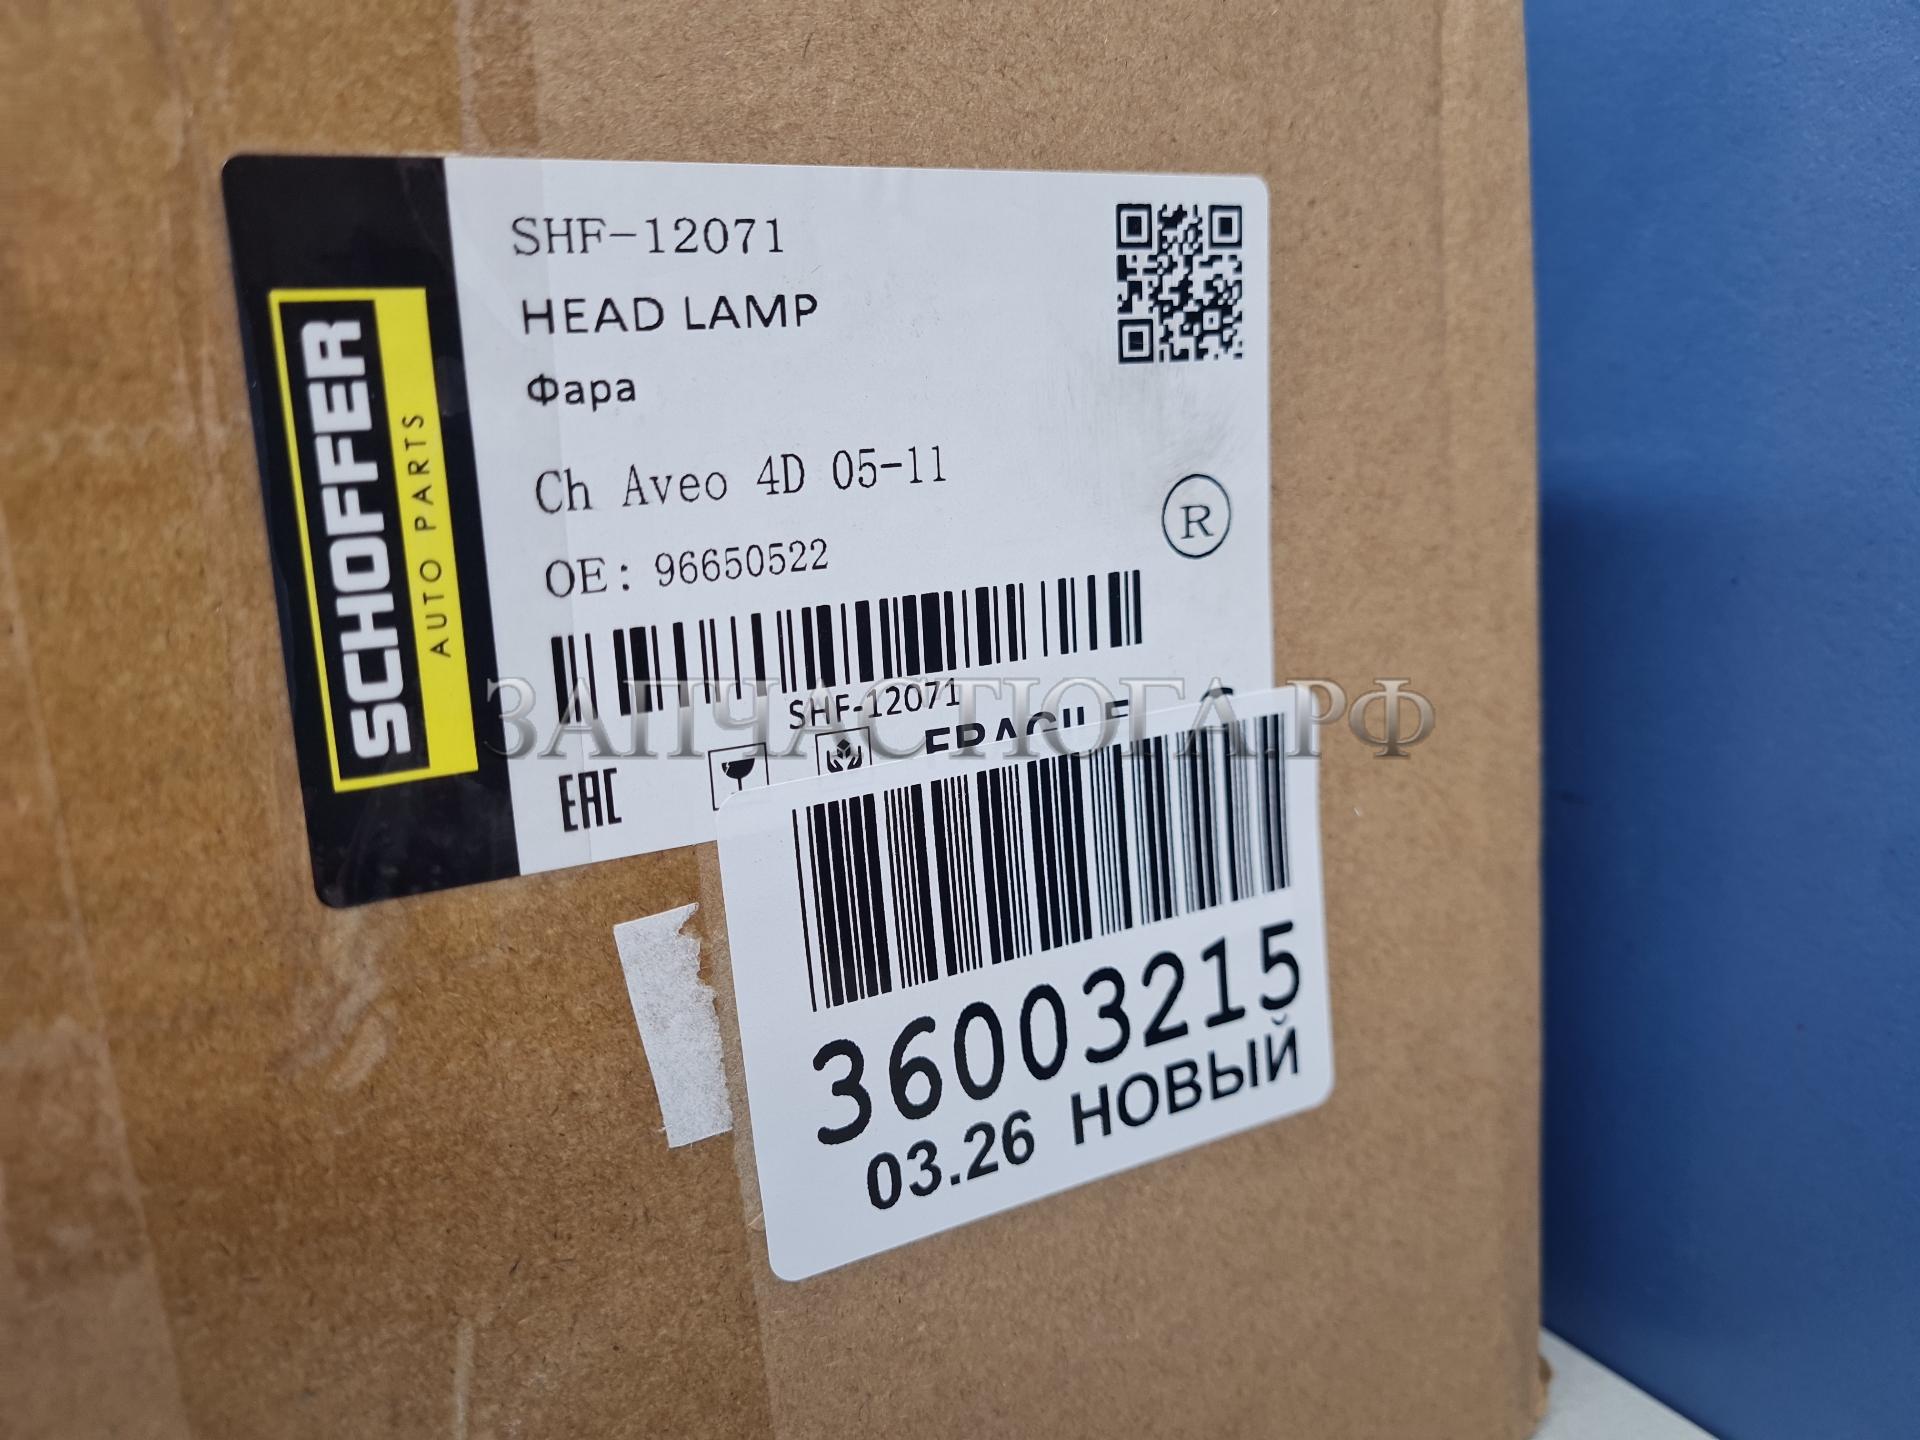 SCHOFFER
AUTO PARTS
SHF-12071
HEAD LAMP
Фара
Ch Aveo 4D 05-11
OE: 96650522
R
SHF-12071
EAC
FRAGILE
ЗАПЧАСТЮГА.РФ
36003215
03.26 НОВЫЙ